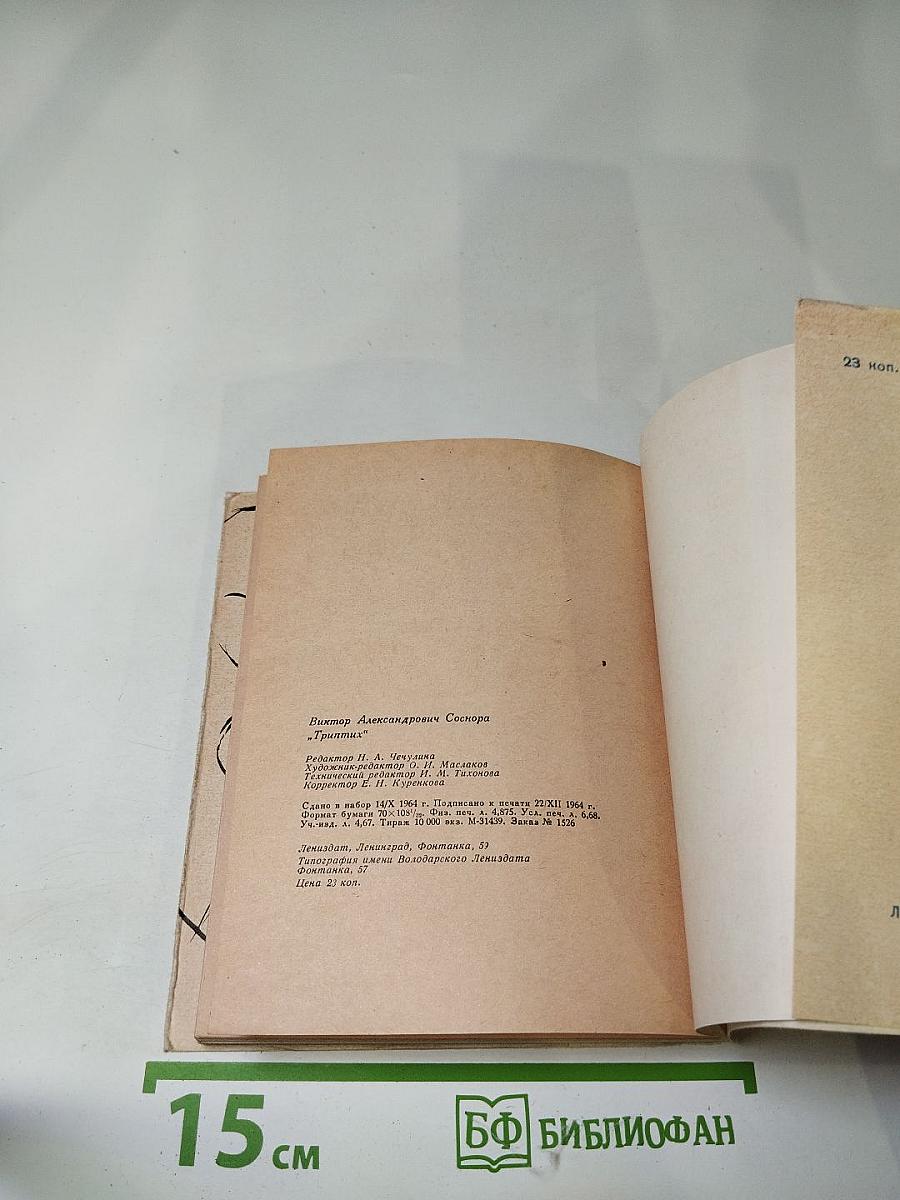 23 коп.
Виктор Александрович Соснора
„Триптих“
Редактор Н. А. Чечулина
Художник-редактор О. И. Маслаков
Технический редактор И. М. Тихонова
Корректор Е. Н. Куренкова
Сдано в набор 14/X 1964 г. Подписано к печати 22/XII 1964 г.
Формат бумаги 70×108¹/₃₂. Физ. печ. л. 4,875. Усл. печ. л. 6,68.
Уч.-изд. л. 4,67. Тираж 10 000 экз. М-31439. Заказ № 1526
Лениздат, Ленинград, Фонтанка, 59
Типография имени Володарского Лениздата
Фонтанка, 57
Цена 23 коп.
15 см
БФ БИБЛИОФАН